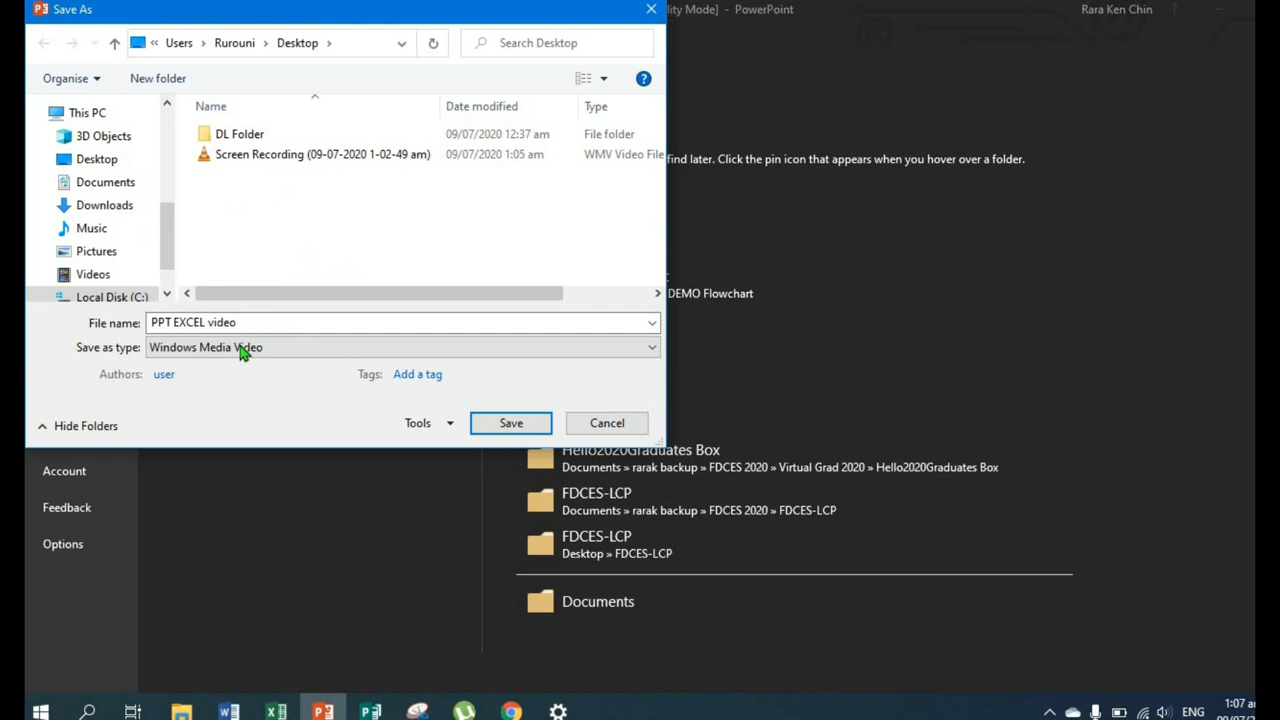 Save As
lity Mode] – PowerPoint
Rara Ken Chin
Users
Rurouni
Desktop
Search Desktop
Organise
New folder
This PC
3D Objects
Desktop
Documents
Downloads
Music
Pictures
Videos
Local Disk (C:)
Name
Date modified
Type
DL Folder
09/07/2020 12:37 am
File folder
Screen Recording (09-07-2020 1-02-49 am)
09/07/2020 1:05 am
WMV Video File
find later. Click the pin icon that appears when you hover over a folder.
DEMO Flowchart
File name: PPT EXCEL video
Save as type: Windows Media Video
Authors: user
Tags: Add a tag
Hide Folders
Tools
Save
Cancel
Account
Feedback
Options
Hello2020Graduates Box
Documents » rarak backup » FDCES 2020 » Virtual Grad 2020 » Hello2020Graduates Box
FDCES-LCP
Documents » rarak backup » FDCES 2020 » FDCES-LCP
FDCES-LCP
Desktop » FDCES-LCP
Documents
ENG
1:07 a